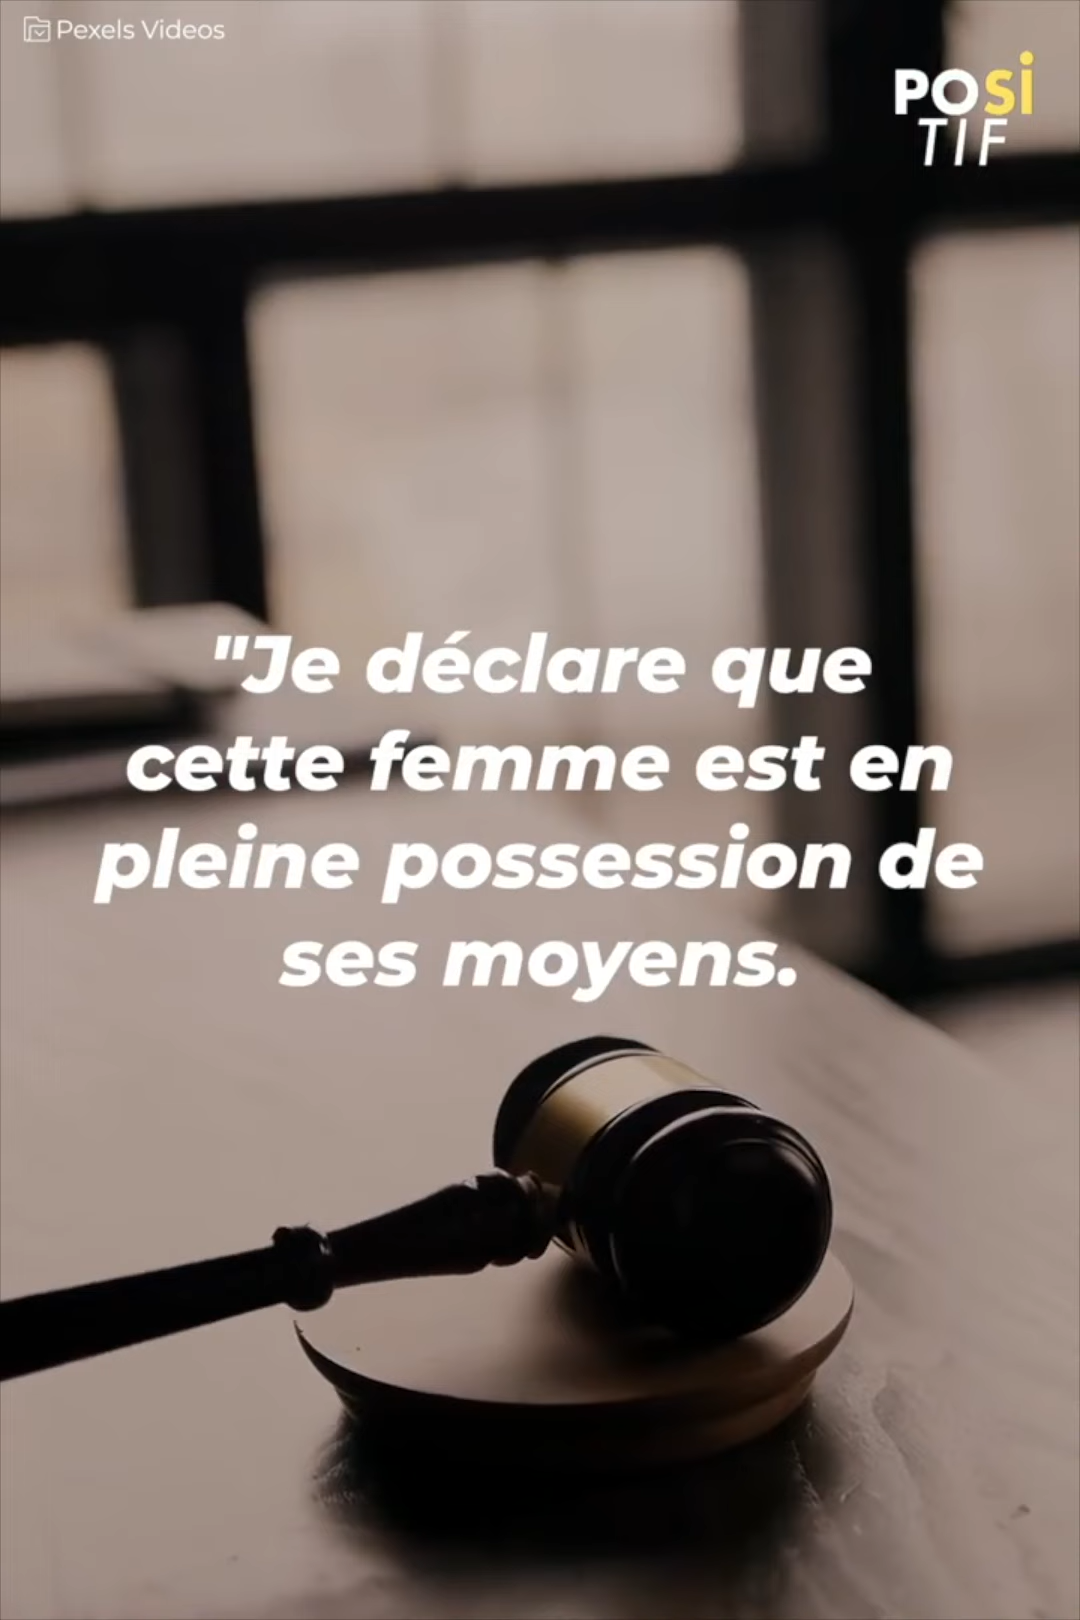 Pexels Videos
POSi
TIF
"Je déclare que
cette femme est en
pleine possession de
ses moyens.